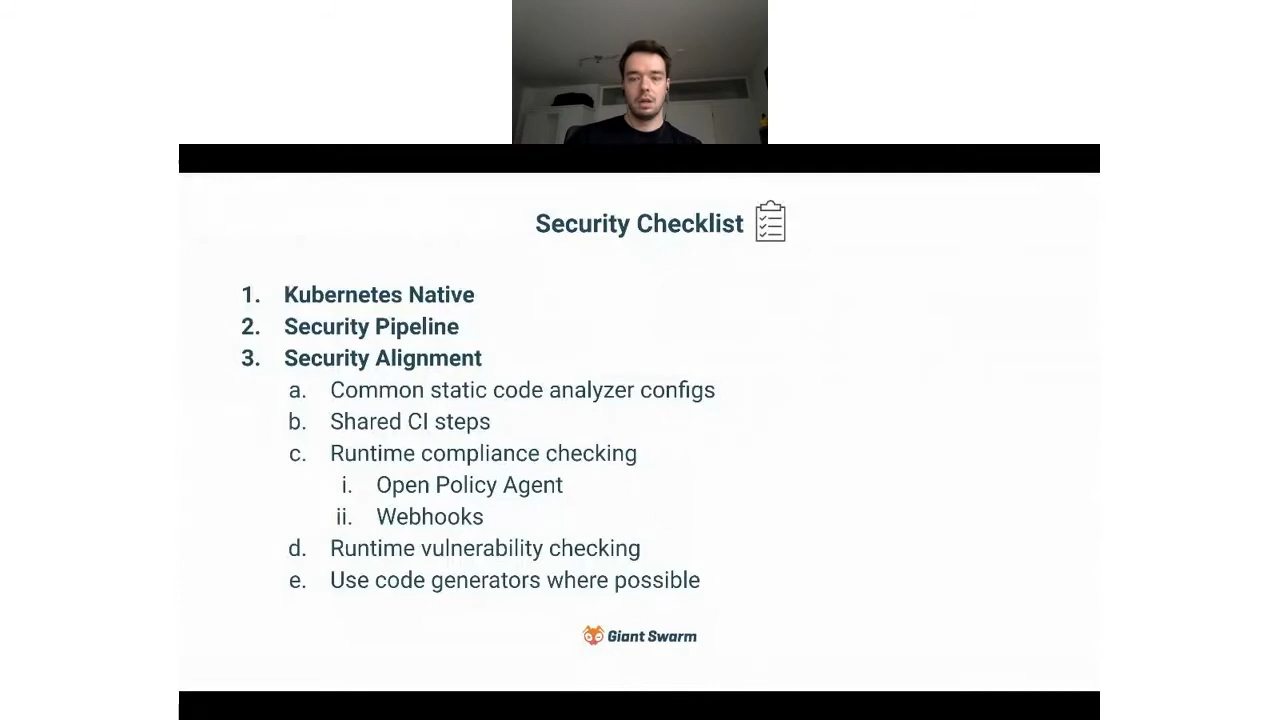 Security Checklist
1. Kubernetes Native
2. Security Pipeline
3. Security Alignment
a. Common static code analyzer configs
b. Shared CI steps
c. Runtime compliance checking
i. Open Policy Agent
ii. Webhooks
d. Runtime vulnerability checking
e. Use code generators where possible
Giant Swarm